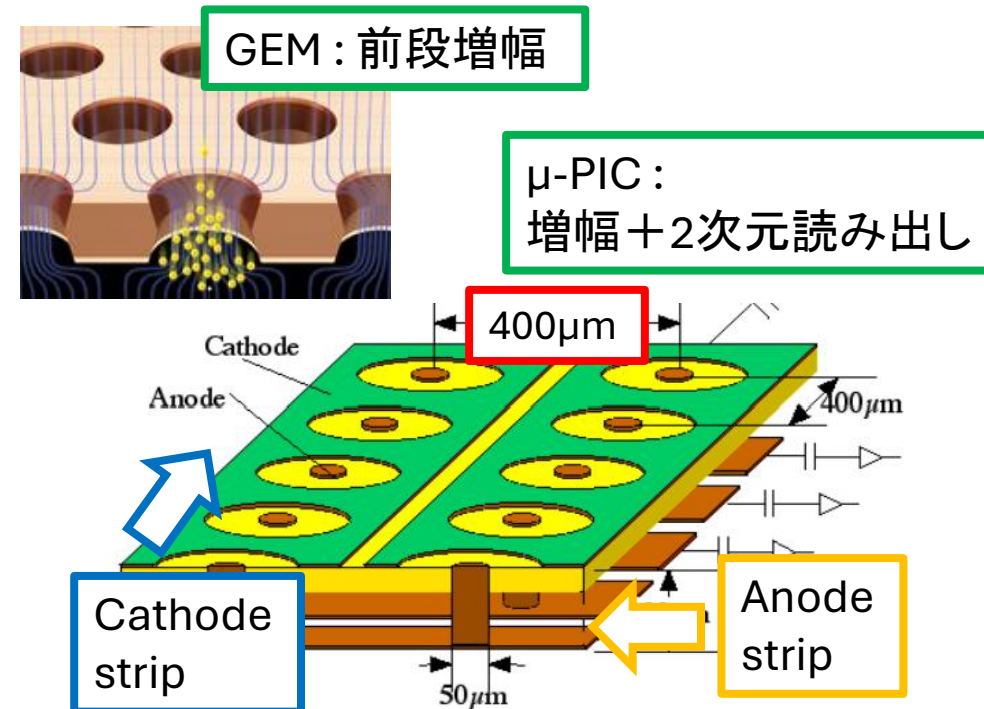 GEM : 前段増幅
μ-PIC :
増幅＋2次元読み出し
400μm
Cathode
Anode
400μm
Cathode
strip
Anode
strip
50μm